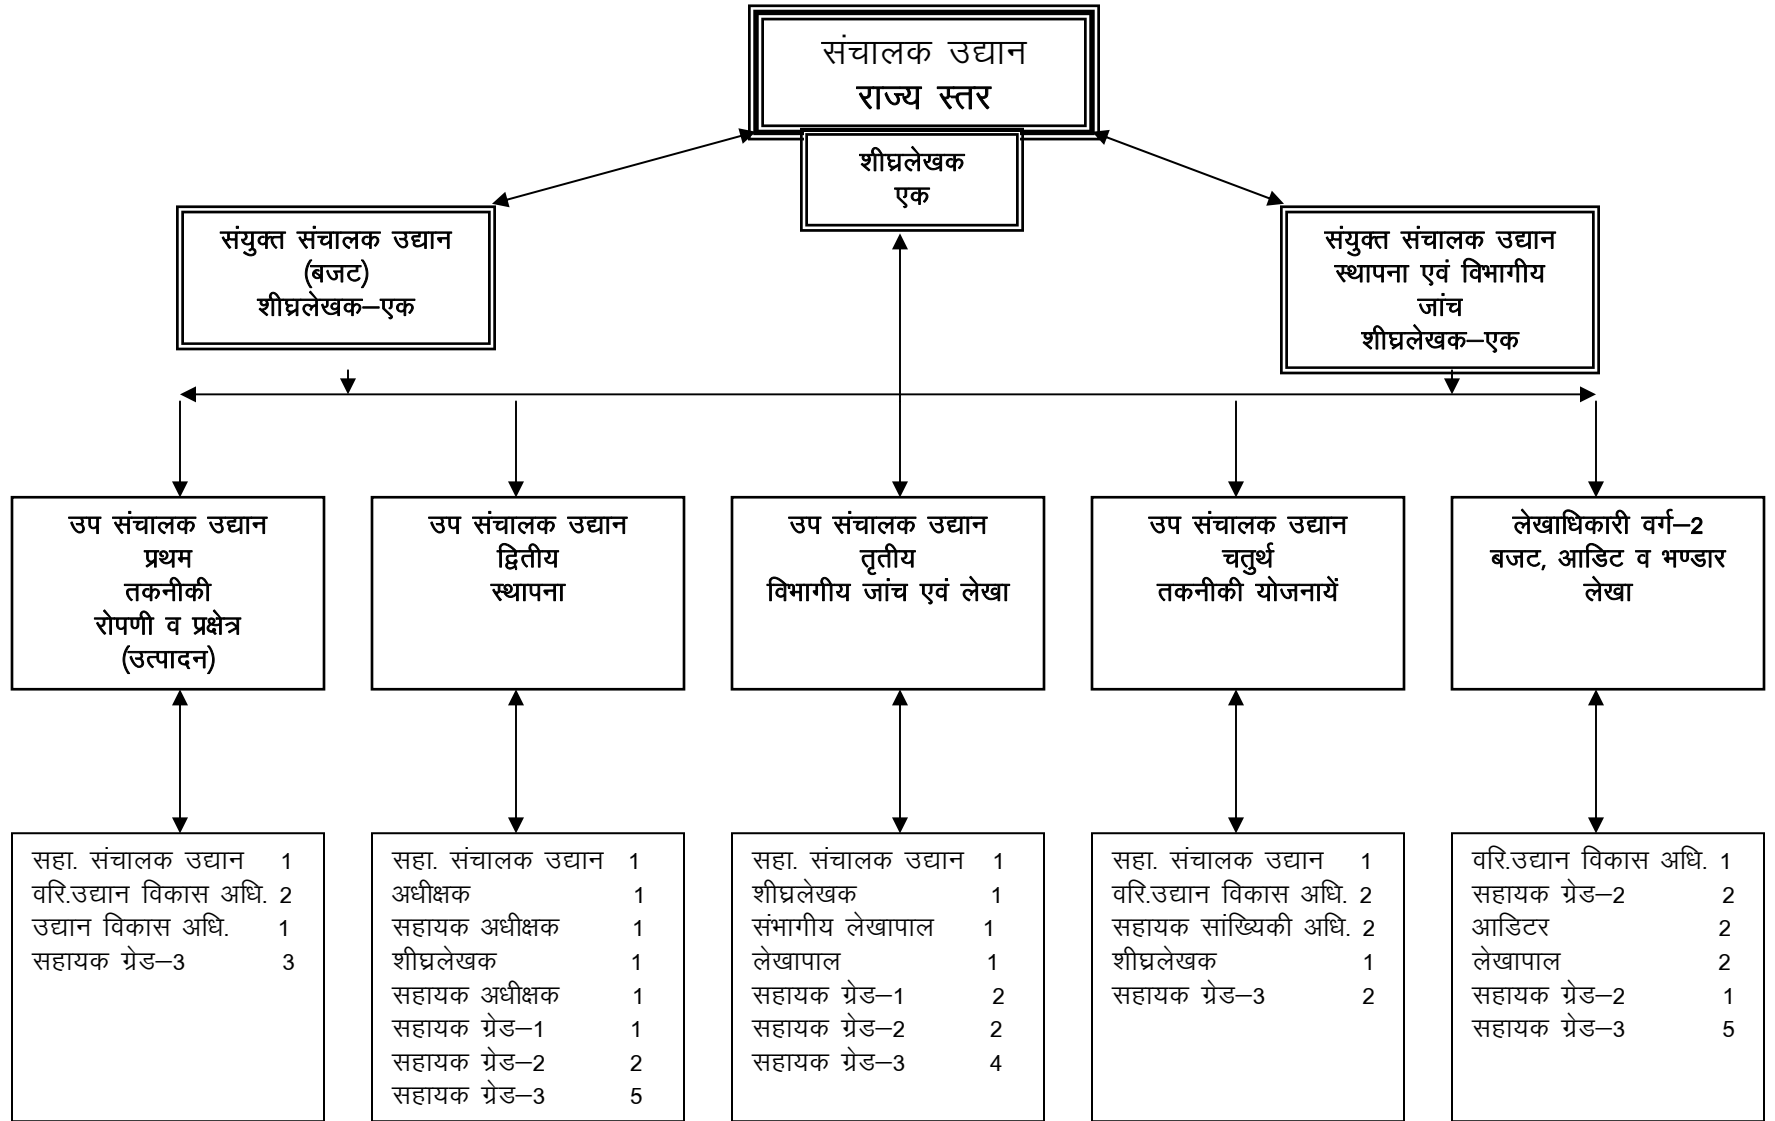 संचालक उद्यान
राज्य स्तर
शीघ्रलेखक
एक
संयुक्त संचालक उद्यान
(बजट)
शीघ्रलेखक–एक
संयुक्त संचालक उद्यान
स्थापना एवं विभागीय
जांच
शीघ्रलेखक–एक
उप संचालक उद्यान
प्रथम
तकनीकी
रोपणी व प्रक्षेत्र
(उत्पादन)
उप संचालक उद्यान
द्वितीय
स्थापना
उप संचालक उद्यान
तृतीय
विभागीय जांच एवं लेखा
उप संचालक उद्यान
चतुर्थ
तकनीकी योजनायें
लेखाधिकारी वर्ग–2
बजट, आडिट व भण्डार
लेखा
सहा. संचालक उद्यान 1
वरि.उद्यान विकास अधि. 2
उद्यान विकास अधि. 1
सहायक ग्रेड–3 3
सहा. संचालक उद्यान 1
अधीक्षक 1
सहायक अधीक्षक 1
शीघ्रलेखक 1
सहायक अधीक्षक 1
सहायक ग्रेड–1 1
सहायक ग्रेड–2 2
सहायक ग्रेड–3 5
सहा. संचालक उद्यान 1
शीघ्रलेखक 1
संभागीय लेखापाल 1
लेखापाल 1
सहायक ग्रेड–1 2
सहायक ग्रेड–2 2
सहायक ग्रेड–3 4
सहा. संचालक उद्यान 1
वरि.उद्यान विकास अधि. 2
सहायक सांख्यिकी अधि. 2
शीघ्रलेखक 1
सहायक ग्रेड–3 2
वरि.उद्यान विकास अधि. 1
सहायक ग्रेड–2 2
आडिटर 2
लेखापाल 2
सहायक ग्रेड–2 1
सहायक ग्रेड–3 5